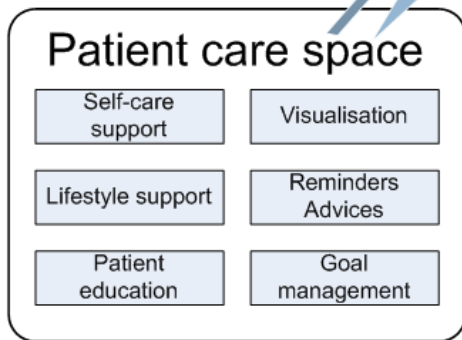 Patient care space
Self-care
support
Visualisation
Lifestyle support
Reminders
Advices
Patient
education
Goal
management